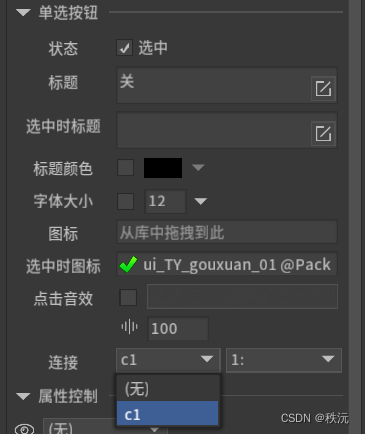 单选按钮
状态 选中
标题 关
选中时标题
标题颜色
字体大小 12
图标 从库中拖拽到此
选中时图标 ui_TY_gouxuan_01 @Pack
点击音效
100
连接 c1 1:
(无)
属性控制
c1
(无)
CSDN @秩沅